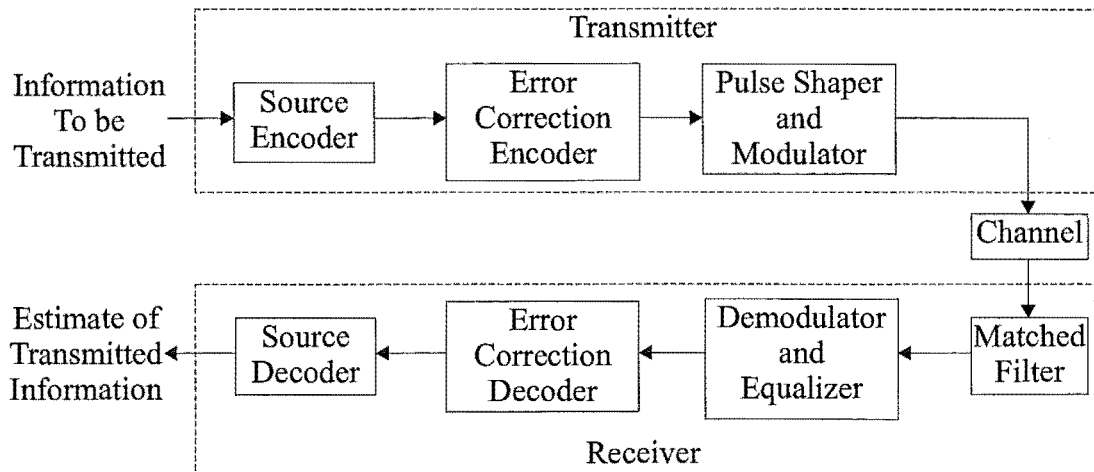 Transmitter
Information
To be
Transmitted
Source
Encoder
Error
Correction
Encoder
Pulse Shaper
and
Modulator
Channel
Matched
Filter
Demodulator
and
Equalizer
Error
Correction
Decoder
Source
Decoder
Estimate of
Transmitted
Information
Receiver